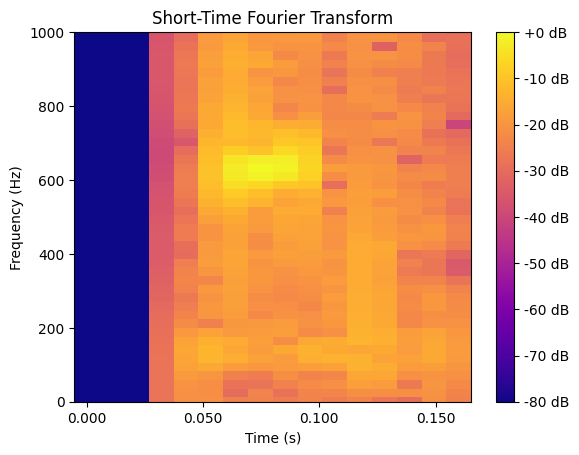 Short-Time Fourier Transform
Frequency (Hz)
1000
800
600
400
200
0
0.000
0.050
0.100
0.150
Time (s)
+0 dB
-10 dB
-20 dB
-30 dB
-40 dB
-50 dB
-60 dB
-70 dB
-80 dB